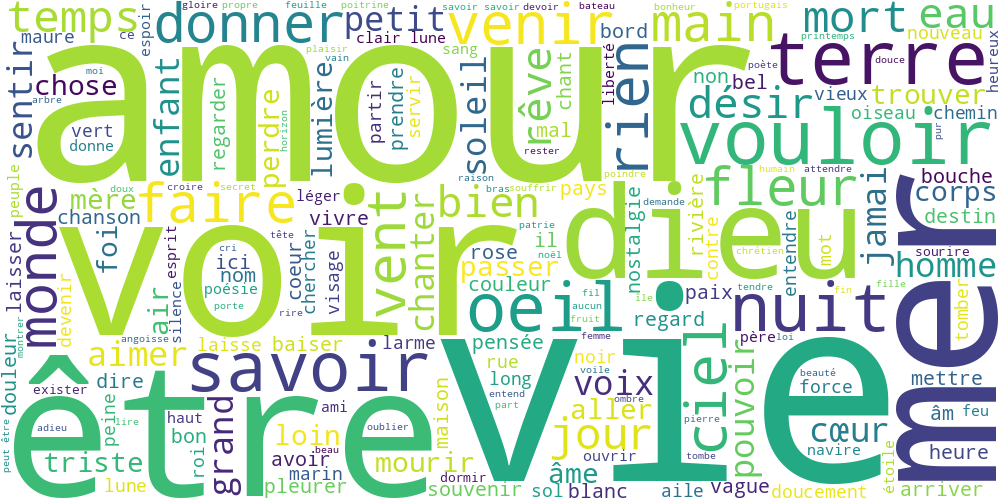 temps
gloire
propre
feuille
poitrine
savoir
savoir
devoir
bateau
bonheur
portugais
donner
petit
venir
main
mort
eau
maure
ce
espoir
clair lune
sang
bord
liberté
nouveau
printemps
heureux
amour
terre
sentir
chose
moi
arbre
vert
donne
enfant
plaisir
vain
regarder
horizon
perdre
lumière
partir
prendre
servir
soleil
rêve
chant
mal
rester
rien
non
bel
poète
douce
désir
vieux
trouver
oiseau
chemin
pur
vouloir
peuple
doux
croire
secret
léger
raison
bras
souffrir
poindre
humain
attendre
bouche
mère
faire
bien
pays
fleur
corps
monde
chanson
vivre
patrie
demande
jamai
destin
laisser
foi
esprit
cri
tête
ici
nom
coeur
chercher
visage
vent
chanter
rose
il
noël
nostalgie
rivière
contre
dieu
chrétien
entendre
mot
sourire
homme
voir
devenir
air
silence
poésie
porte
rire
passer
couleur
oeil
fil
aucun
fruit
ile
paix
tendre
nuit
fin
fille
tomber
mer
montrer
angoisse
laisse
baiser
larme
pensée
femme
regard
père
loi
douleur
aimer
savoir
rue
noir
voile
ciel
beauté
force
mettre
exister
dire
long
entend
part
voix
ombre
pouvoir
âm
feu
être
vie
peut être
adieu
peine
lire
haut
grand
ami
oublier
maison
aller
pierre
cœur
navire
heure
bon
roi
loin
avoir
beau
jour
ouvrir
tombe
triste
marin
mourir
dormir
âme
étoile
lune
pleurer
souvenir
sol
blanc
aile
vague
doucement
arriver